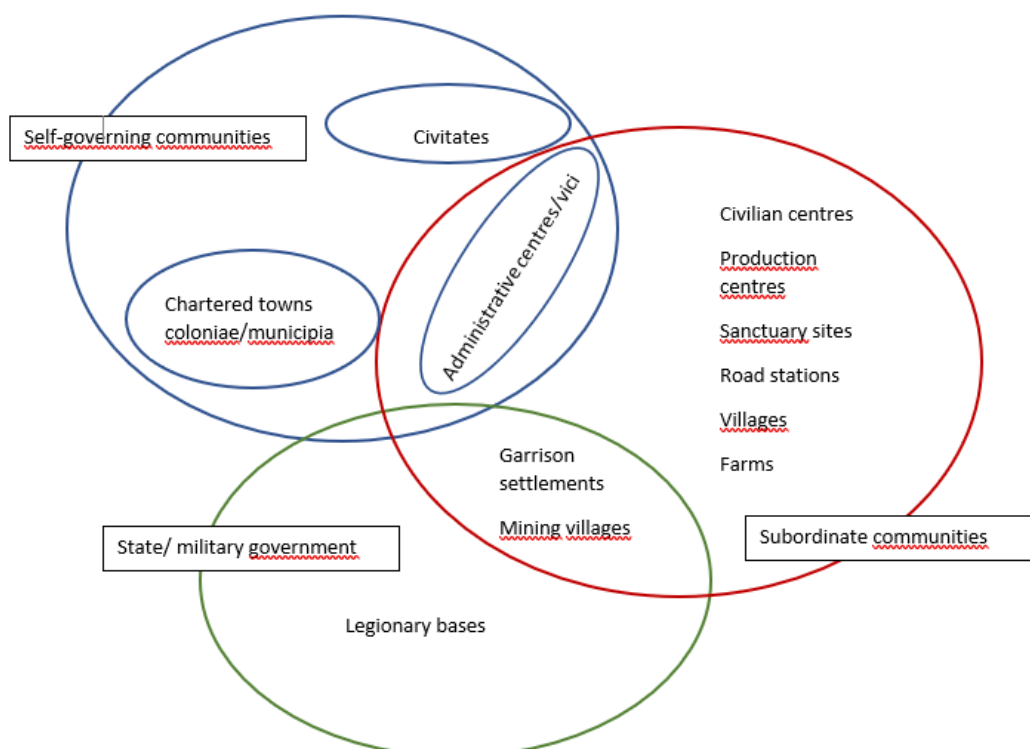 Self-governing communities
Civitates
Administrative centres/vici
Chartered towns
coloniae/municipia
Civilian centres
Production
centres
Sanctuary sites
Road stations
Villages
Farms
Garrison
settlements
Mining villages
State/ military government
Subordinate communities
Legionary bases